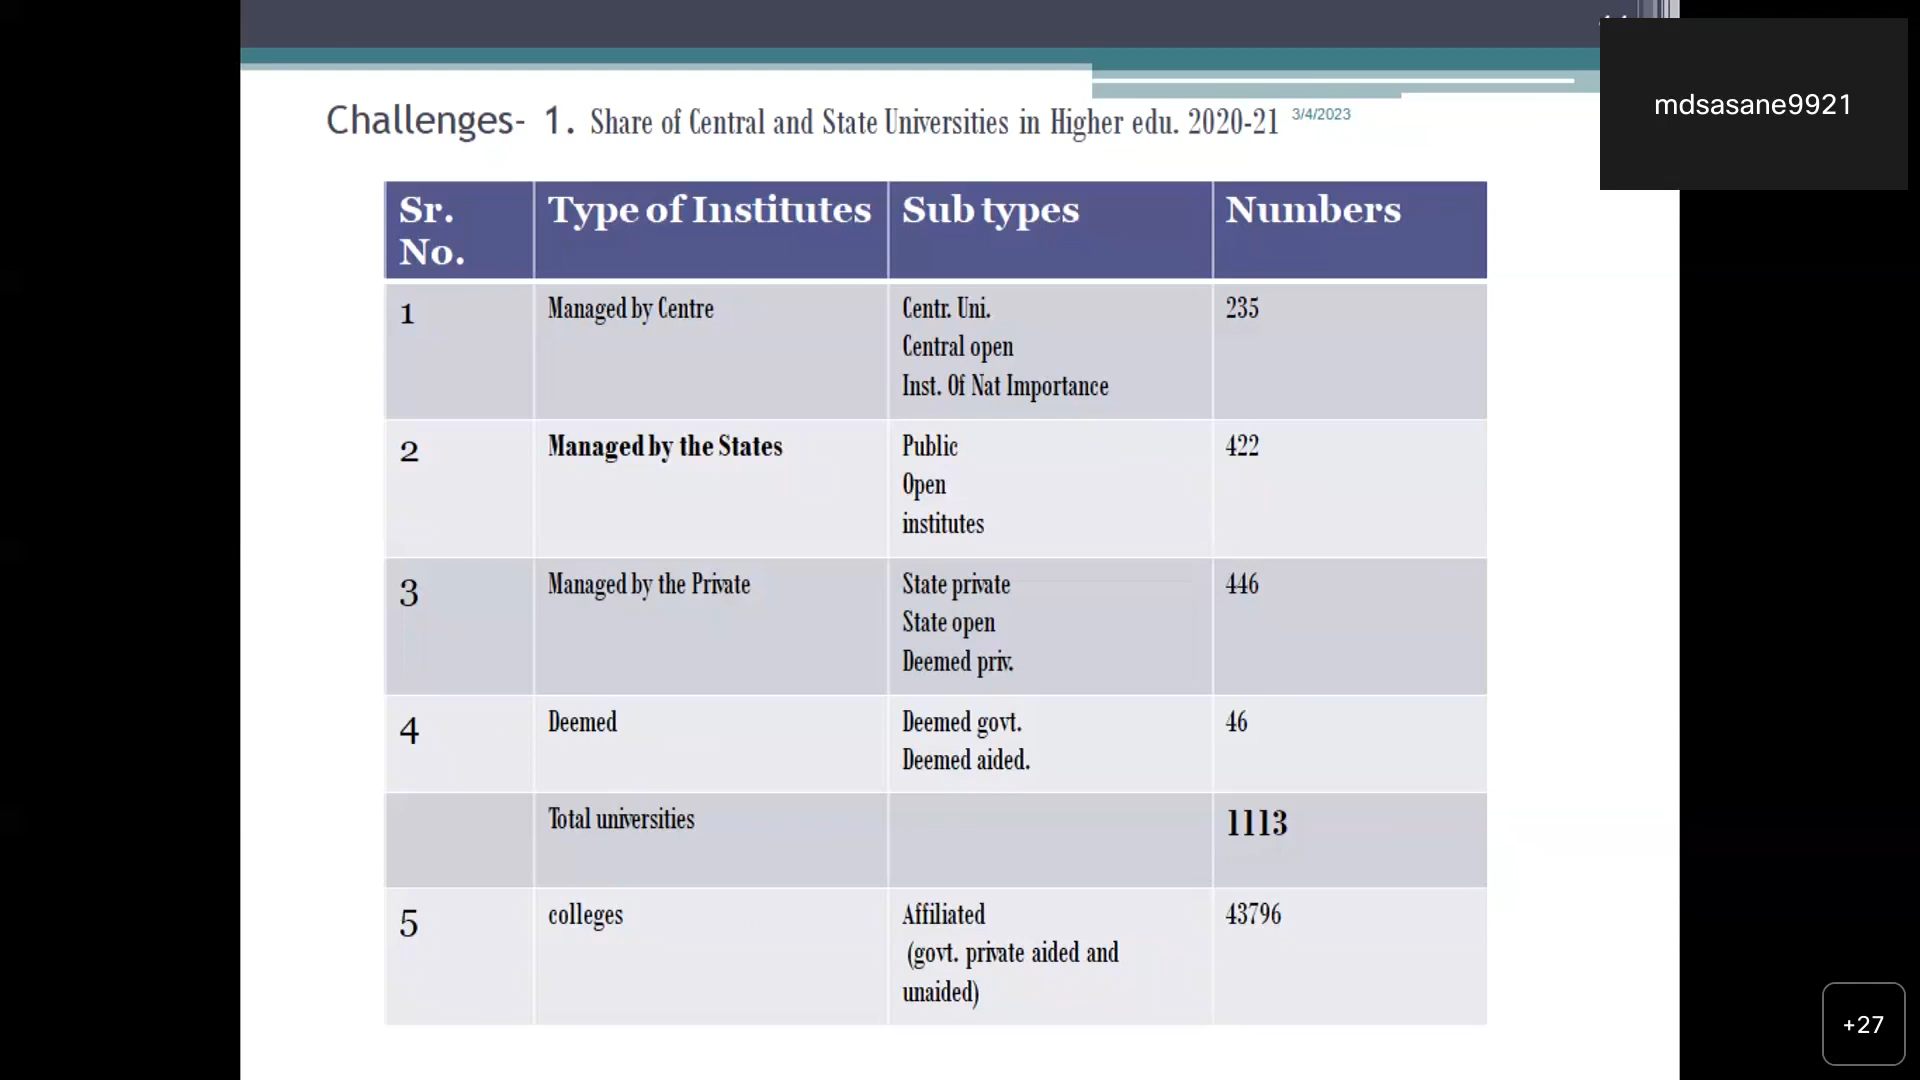 mdsasane9921
Challenges- 1. Share of Central and State Universities in Higher edu. 2020-21 3/4/2023
Sr. No. Type of Institutes Sub types Numbers
1 Managed by Centre Centr. Uni. 235
Central open
Inst. Of Nat Importance
2 Managed by the States Public 422
Open
institutes
3 Managed by the Private State private 446
State open
Deemed priv.
4 Deemed Deemed govt. 46
Deemed aided.
Total universities 1113
5 colleges Affiliated 43796
(govt. private aided and
unaided)
+27